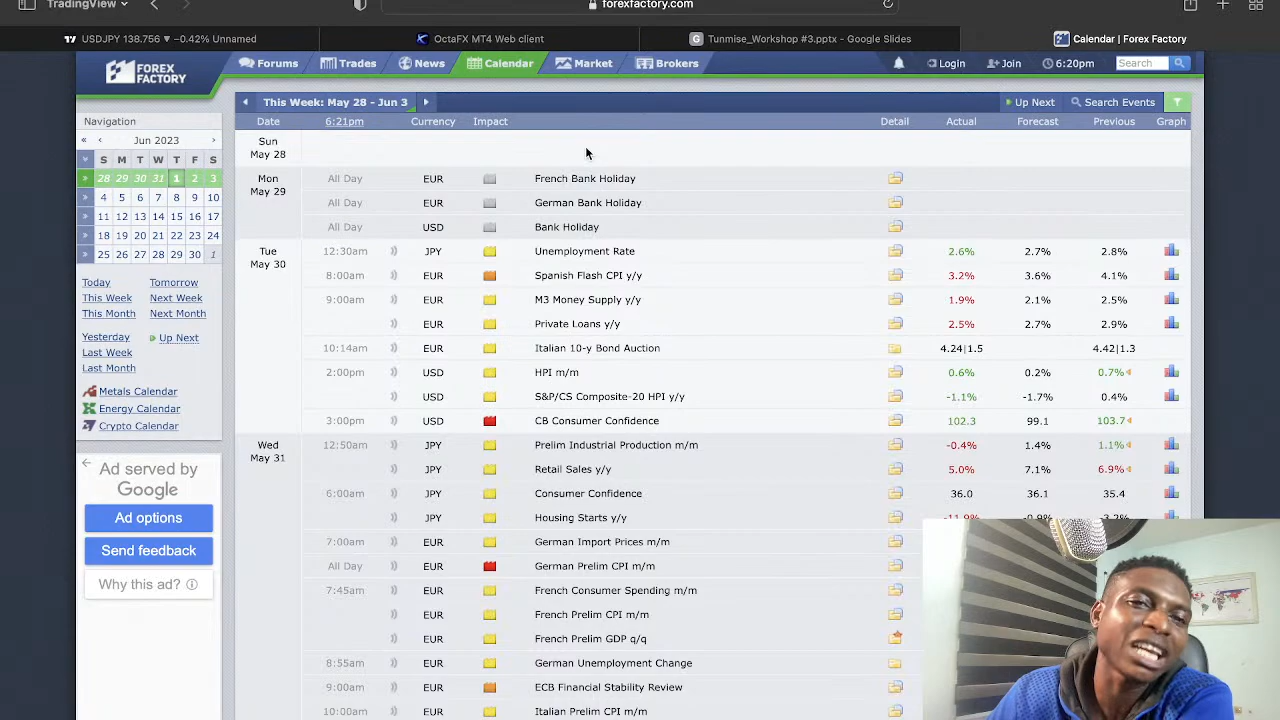 TradingView
forexfactory.com
USDJPY 138.756 ▼ −0.42% Unnamed
OctaFX MT4 Web client
Tunmise_Workshop #3.pptx - Google Slides
Calendar | Forex Factory
FOREX FACTORY
Forums Trades News Calendar Market Brokers Login Join 6:20pm Search
This Week: May 28 - Jun 3 Up Next Search Events
Date 6:21pm Currency Impact Detail Actual Forecast Previous Graph
Navigation
« ‹ Jun 2023 ›
S M T W T F S
28 29 30 31 1 2 3
4 5 6 7 8 9 10
11 12 13 14 15 16 17
18 19 20 21 22 23 24
25 26 27 28 29 30 1
Today Tomorrow
This Week Next Week
This Month Next Month
Yesterday Up Next
Last Week
Last Month
Metals Calendar
Energy Calendar
Crypto Calendar
Ad served by
Google
Ad options
Send feedback
Why this ad?
Sun
May 28
Mon
May 29
All Day EUR French Bank Holiday
All Day EUR German Bank Holiday
All Day USD Bank Holiday
Tue
May 30
12:30am JPY Unemployment Rate 2.6% 2.7% 2.8%
8:00am EUR Spanish Flash CPI y/y 3.2% 3.6% 4.1%
9:00am EUR M3 Money Supply y/y 1.9% 2.1% 2.5%
EUR Private Loans y/y 2.5% 2.7% 2.9%
10:14am EUR Italian 10-y Bond Auction 4.24|1.5 4.42|1.3
2:00pm USD HPI m/m 0.6% 0.2% 0.7%
USD S&P/CS Composite-20 HPI y/y -1.1% -1.7% 0.4%
3:00pm USD CB Consumer Confidence 102.3 99.1 103.7
Wed
May 31
12:50am JPY Prelim Industrial Production m/m -0.4% 1.4% 1.1%
JPY Retail Sales y/y 5.0% 7.1% 6.9%
6:00am JPY Consumer Confidence 36.0 36.1 35.4
JPY Housing Starts y/y -11.9% -0.9% -3.2%
7:00am EUR German Import Prices m/m
All Day EUR German Prelim CPI m/m
7:45am EUR French Consumer Spending m/m
EUR French Prelim CPI m/m
EUR French Prelim GDP q/q
8:55am EUR German Unemployment Change
9:00am EUR ECB Financial Stability Review
10:00am EUR Italian Prelim CPI m/m